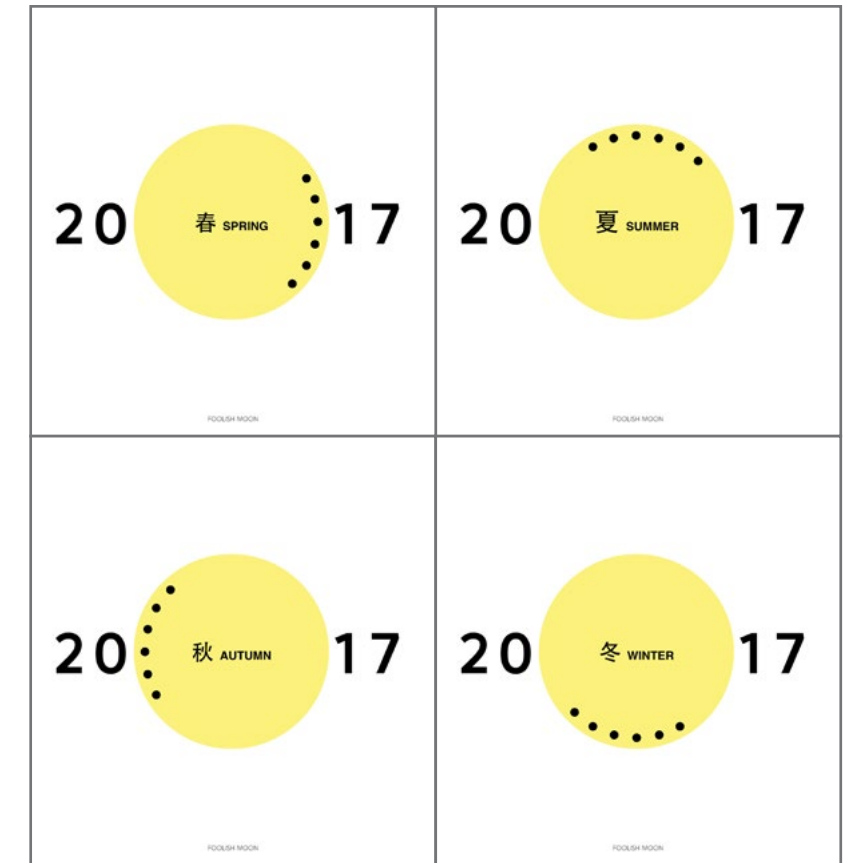 20 春 SPRING 17
FOOLISH MOON
20 夏 SUMMER 17
FOOLISH MOON
20 秋 AUTUMN 17
FOOLISH MOON
20 冬 WINTER 17
FOOLISH MOON